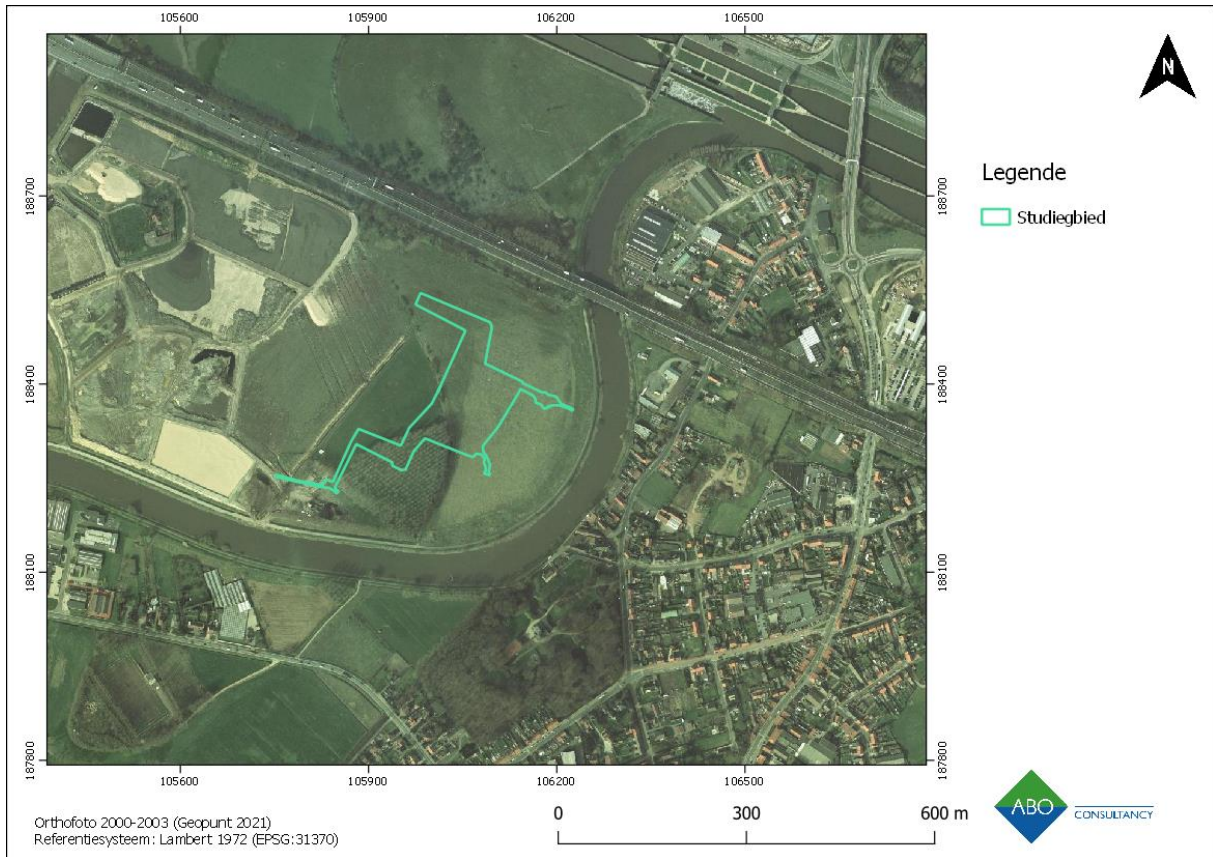 105600 105900 106200 106500
N
Legende
Studiegbied
188700 188700
188400 188400
188100 188100
187800 187800
105600 105900 106200 106500
Orthofoto 2000-2003 (Geopunt 2021)
Referentiesysteem: Lambert 1972 (EPSG:31370)
0 300 600 m
ABO
CONSULTANCY